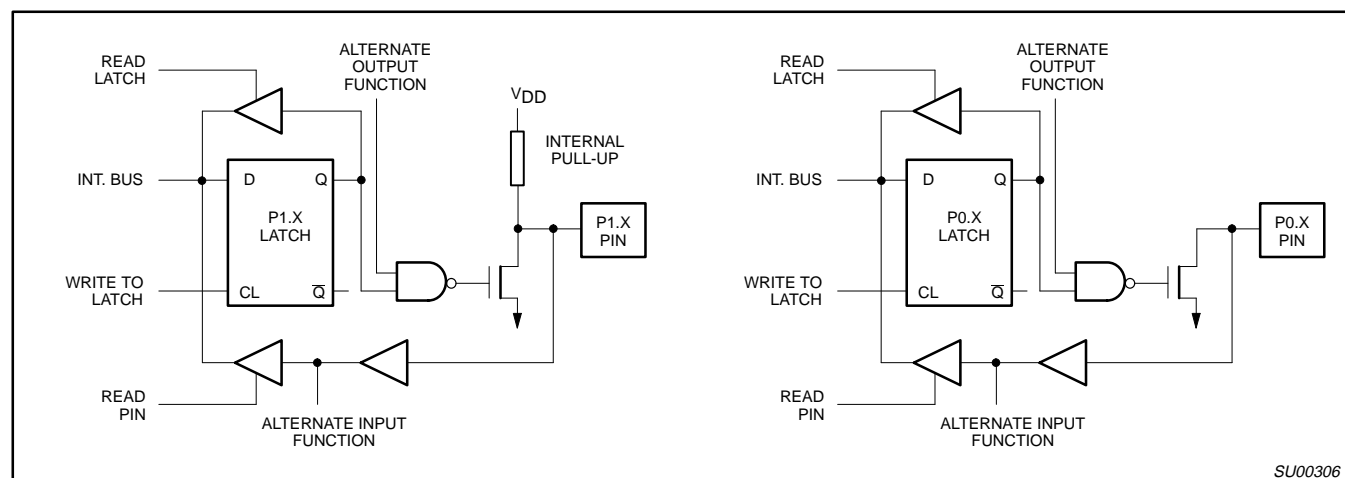 READ
LATCH
ALTERNATE
OUTPUT
FUNCTION
VDD
INTERNAL
PULL-UP
INT. BUS
D
Q
P1.X
LATCH
P1.X
PIN
WRITE TO
LATCH
CL
Q̅
READ
PIN
ALTERNATE INPUT
FUNCTION
READ
LATCH
ALTERNATE
OUTPUT
FUNCTION
INT. BUS
D
Q
P0.X
LATCH
P0.X
PIN
WRITE TO
LATCH
CL
Q̅
READ
PIN
ALTERNATE INPUT
FUNCTION
SU00306